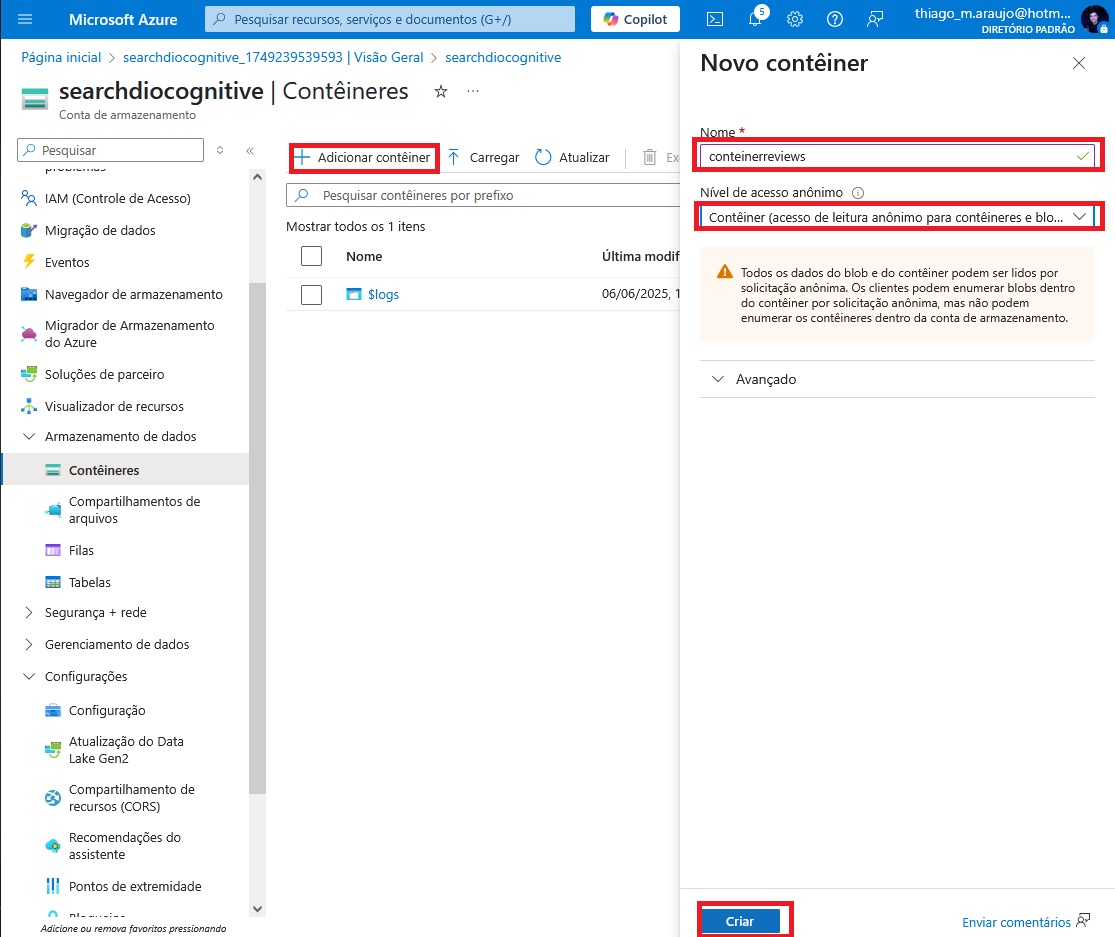 Microsoft Azure
Pesquisar recursos, serviços e documentos (G+/)
Copilot
5
thiago_m.araujo@hotm...
DIRETÓRIO PADRÃO
Página inicial > searchdiocognitive_1749239539593 | Visão Geral > searchdiocognitive
searchdiocognitive | Contêineres
Conta de armazenamento
Pesquisar
problemas
IAM (Controle de Acesso)
Migração de dados
Eventos
Navegador de armazenamento
Migrador de Armazenamento
do Azure
Soluções de parceiro
Visualizador de recursos
Armazenamento de dados
Contêineres
Compartilhamentos de
arquivos
Filas
Tabelas
Segurança + rede
Gerenciamento de dados
Configurações
Configuração
Atualização do Data
Lake Gen2
Compartilhamento de
recursos (CORS)
Recomendações do
assistente
Pontos de extremidade
Bloqueios
Adicione ou remova favoritos pressionando
Adicionar contêiner
Carregar
Atualizar
Ex
Pesquisar contêineres por prefixo
Mostrar todos os 1 itens
Nome
Última modif
$logs
06/06/2025, 1
Novo contêiner
Nome *
conteinerreviews
Nível de acesso anônimo
Contêiner (acesso de leitura anônimo para contêineres e blo...
Todos os dados do blob e do contêiner podem ser lidos por
solicitação anônima. Os clientes podem enumerar blobs dentro
do contêiner por solicitação anônima, mas não podem
enumerar os contêineres dentro da conta de armazenamento.
Avançado
Criar
Enviar comentários